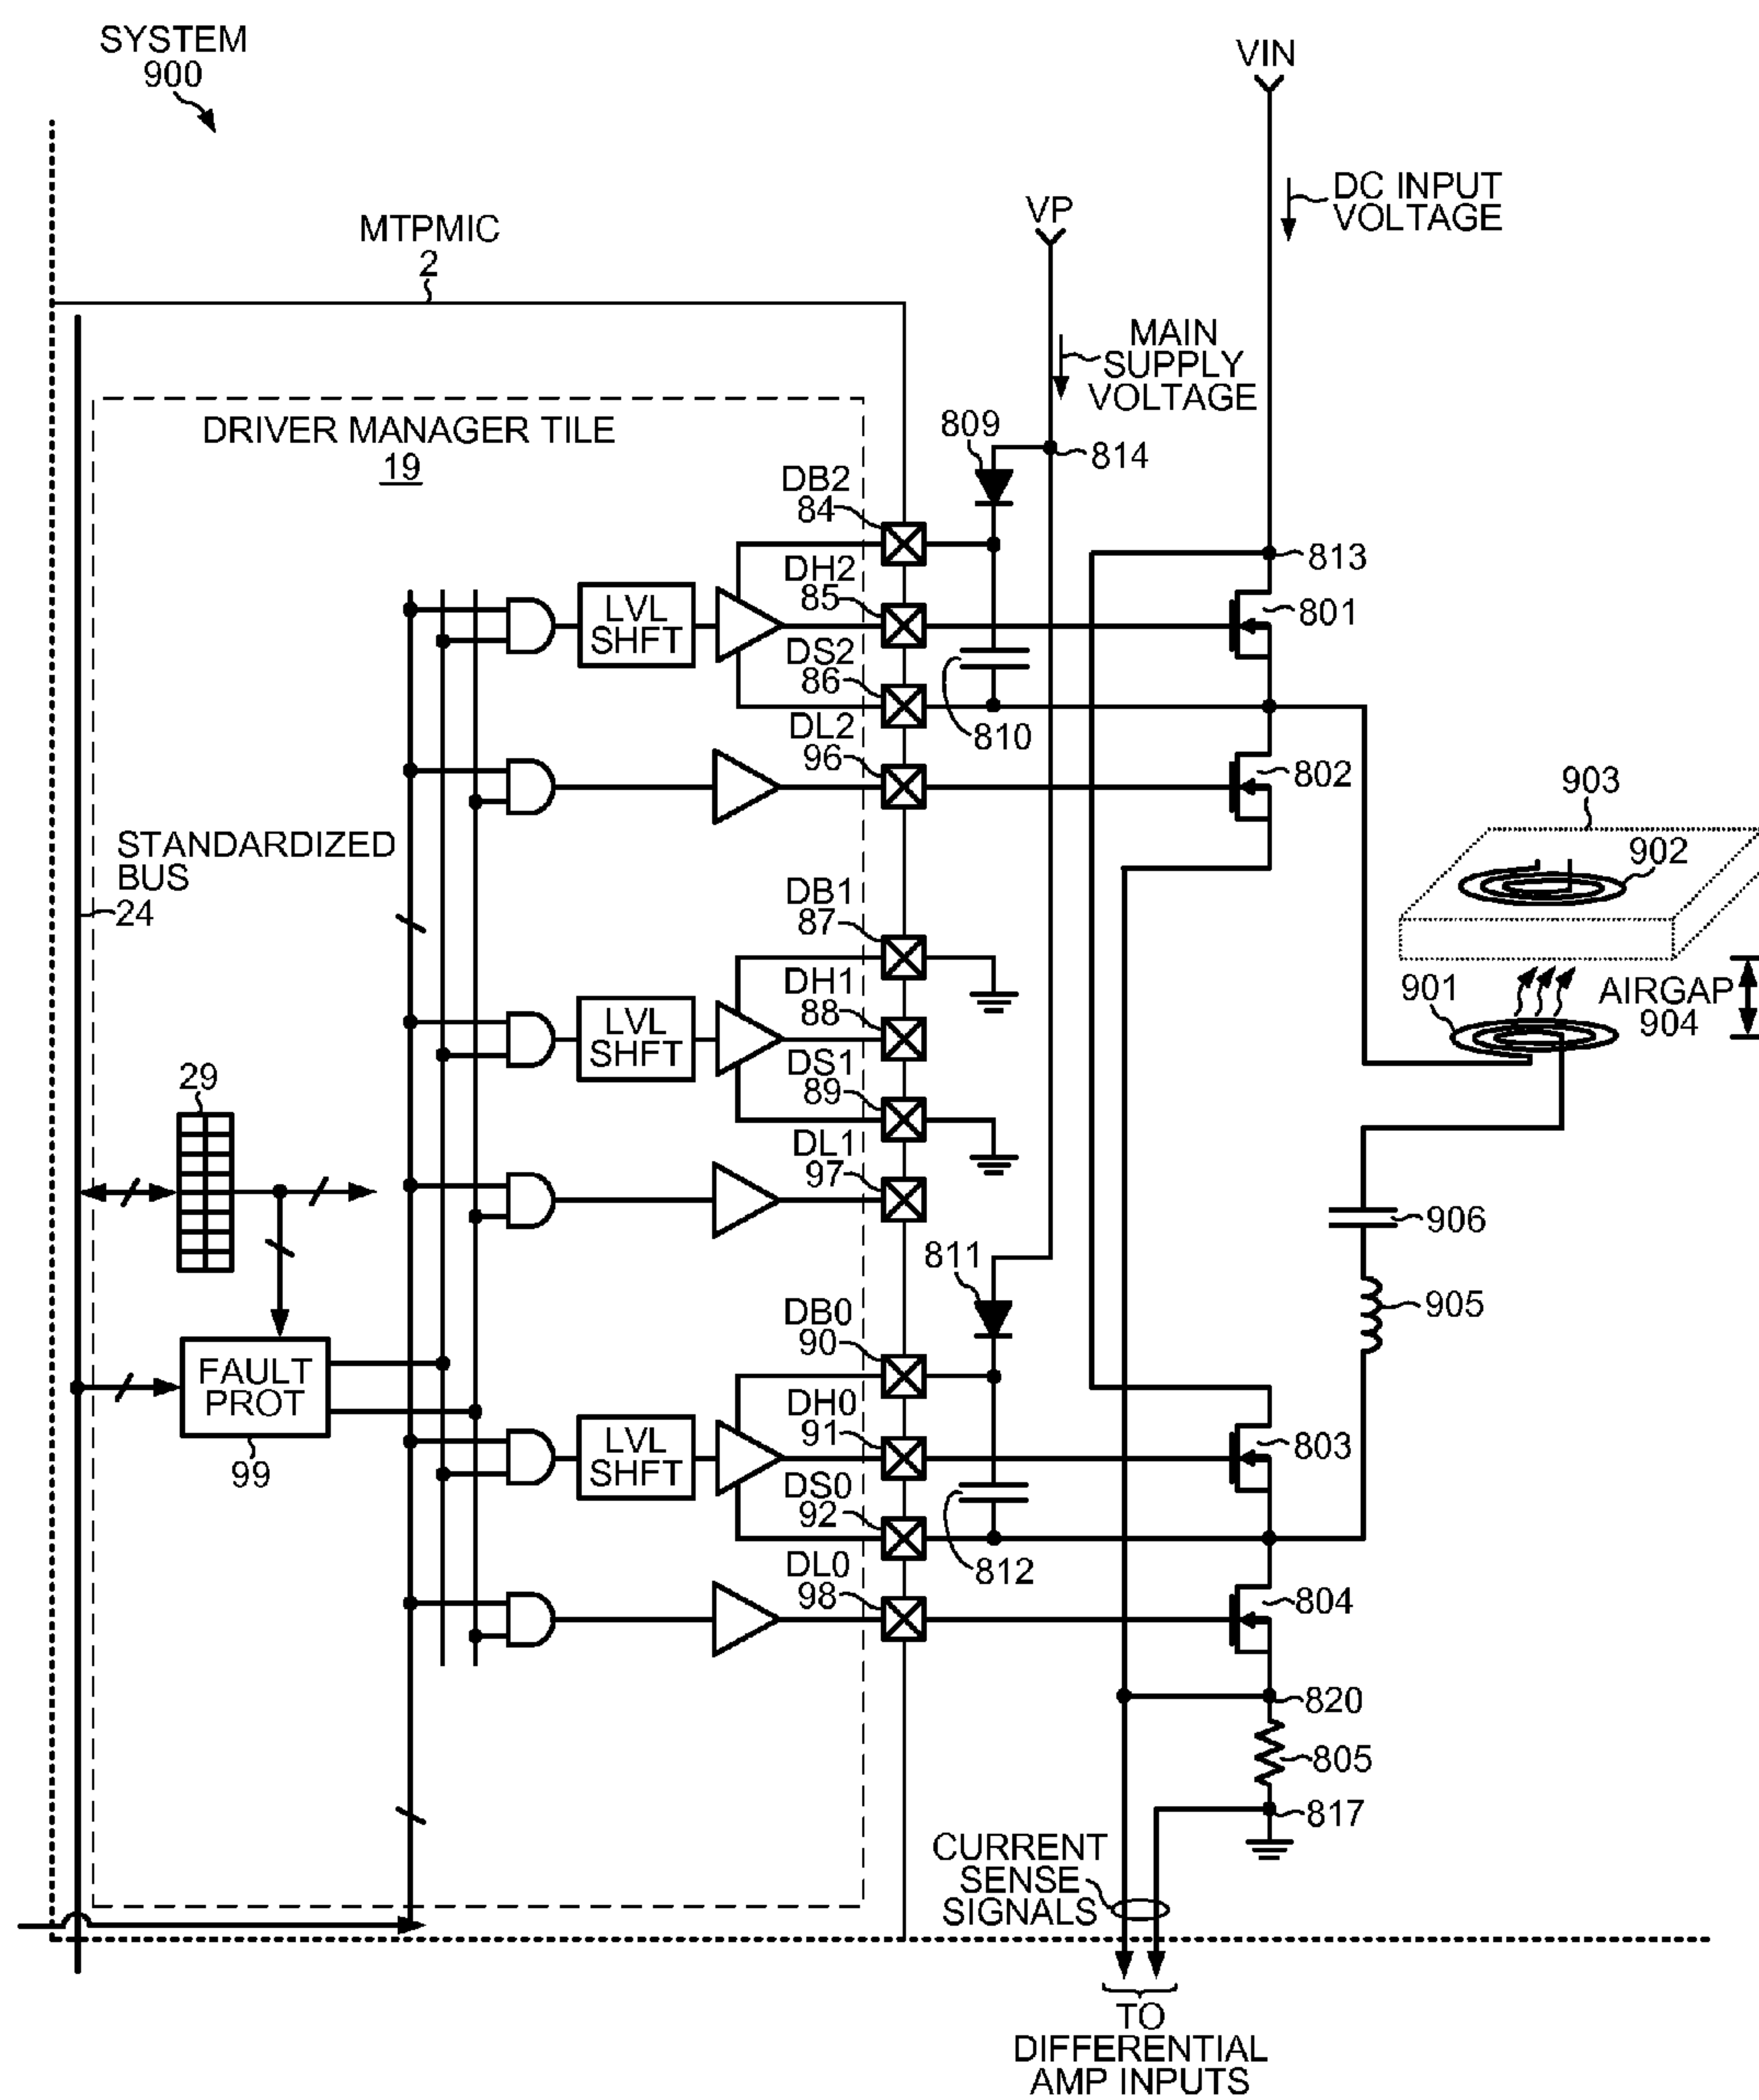 SYSTEM
900
VIN
DC INPUT
VOLTAGE
VP
MTPMIC
2
MAIN
SUPPLY
VOLTAGE
DRIVER MANAGER TILE
19
809
814
DB2
84
813
DH2
85
LVL
SHFT
801
DS2
86
810
DL2
96
802
903
902
STANDARDIZED
BUS
24
DB1
87
DH1
88
LVL
SHFT
901
AIRGAP
904
DS1
89
29
DL1
97
906
811
905
DB0
90
FAULT
PROT
99
DH0
91
LVL
SHFT
803
DS0
92
812
DL0
98
804
820
805
817
CURRENT
SENSE
SIGNALS
TO
DIFFERENTIAL
AMP INPUTS